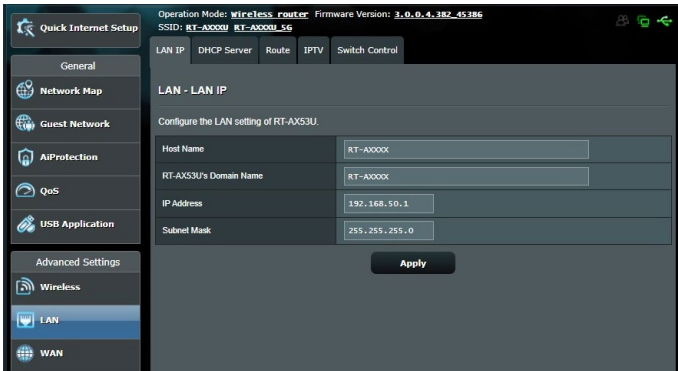 Quick Internet Setup
Operation Mode: Wireless router Firmware Version: 3.0.0.4.382_45386
SSID: RT-AXXXU RT-AXXXU_5G
LAN IP DHCP Server Route IPTV Switch Control
General
Network Map
Guest Network
AiProtection
QoS
USB Application
Advanced Settings
Wireless
LAN
WAN
LAN - LAN IP
Configure the LAN setting of RT-AX53U.
Host Name RT-AXXXX
RT-AX53U's Domain Name RT-AXXXX
IP Address 192.168.50.1
Subnet Mask 255.255.255.0
Apply